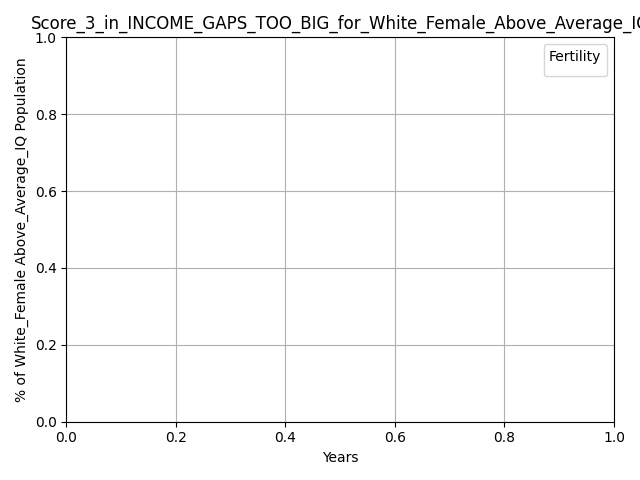 Score_3_in_INCOME_GAPS_TOO_BIG_for_White_Female_Above_Average_IQ
Fertility
% of White_Female Above_Average_IQ Population
1.0
0.8
0.6
0.4
0.2
0.0
0.0 0.2 0.4 0.6 0.8 1.0
Years